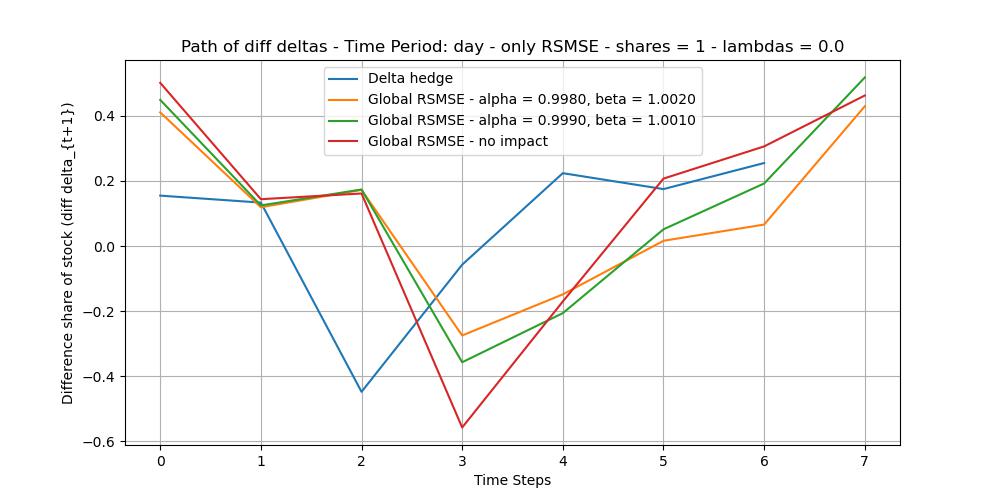 Path of diff deltas - Time Period: day - only RSMSE - shares = 1 - lambdas = 0.0
Delta hedge
Global RSMSE - alpha = 0.9980, beta = 1.0020
Global RSMSE - alpha = 0.9990, beta = 1.0010
Global RSMSE - no impact
Difference share of stock (diff delta_{t+1})
0.4
0.2
0.0
−0.2
−0.4
−0.6
0 1 2 3 4 5 6 7
Time Steps